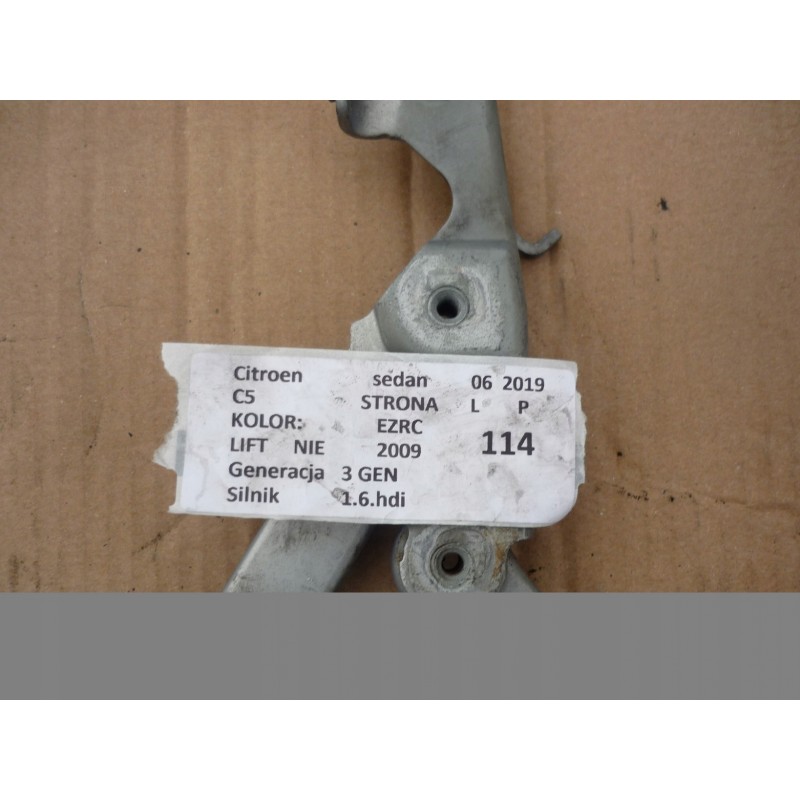 Citroen sedan 06 2019
C5 STRONA L P
KOLOR: EZRC
LIFT NIE 2009 114
Generacja 3 GEN
Silnik 1.6.hdi